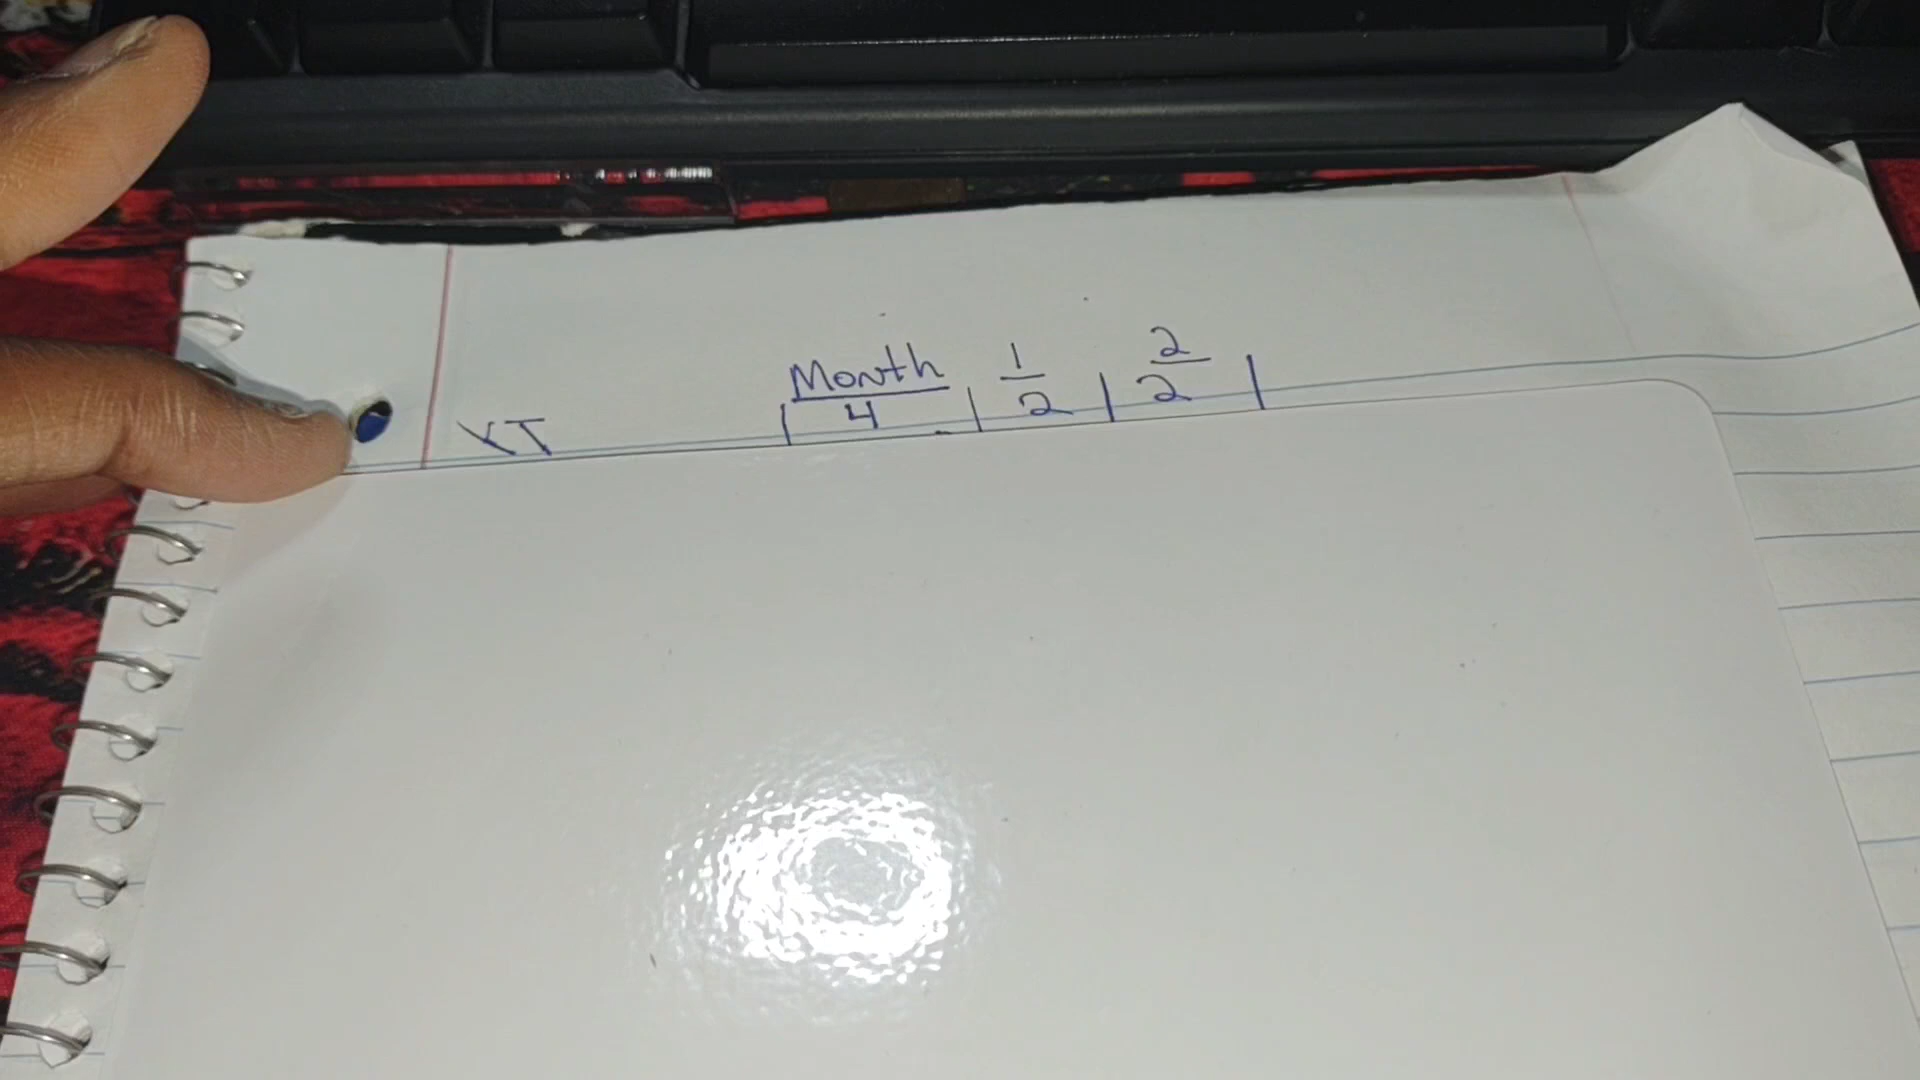 YT | Month/4 | 1/2 | 2/2 |